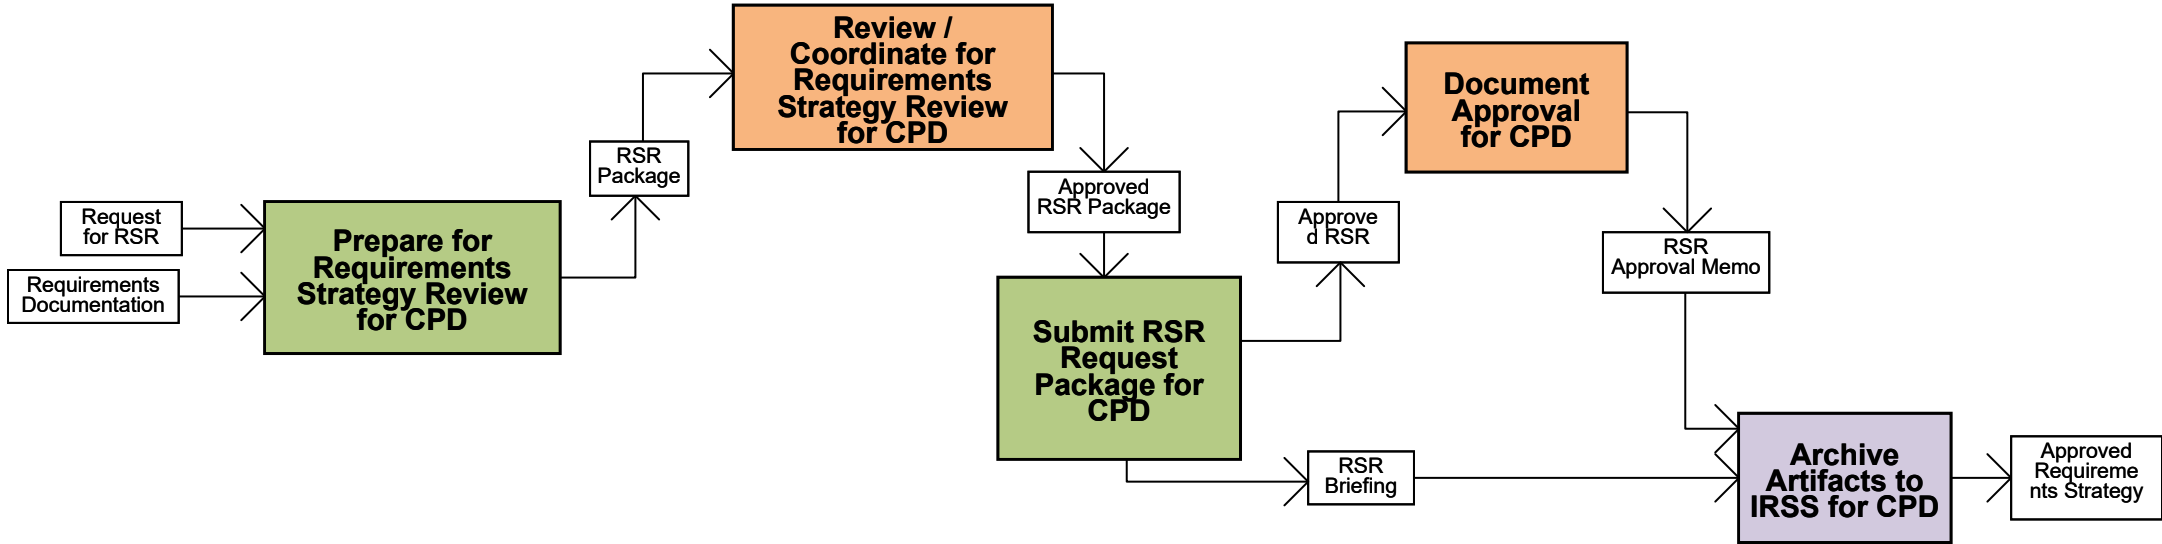 Request
for RSR
Requirements
Documentation
Prepare for
Requirements
Strategy Review
for CPD
RSR
Package
Review /
Coordinate for
Requirements
Strategy Review
for CPD
Approved
RSR Package
Submit RSR
Request
Package for
CPD
Approve
d RSR
RSR
Briefing
Document
Approval
for CPD
RSR
Approval Memo
Archive
Artifacts to
IRSS for CPD
Approved
Requireme
nts Strategy